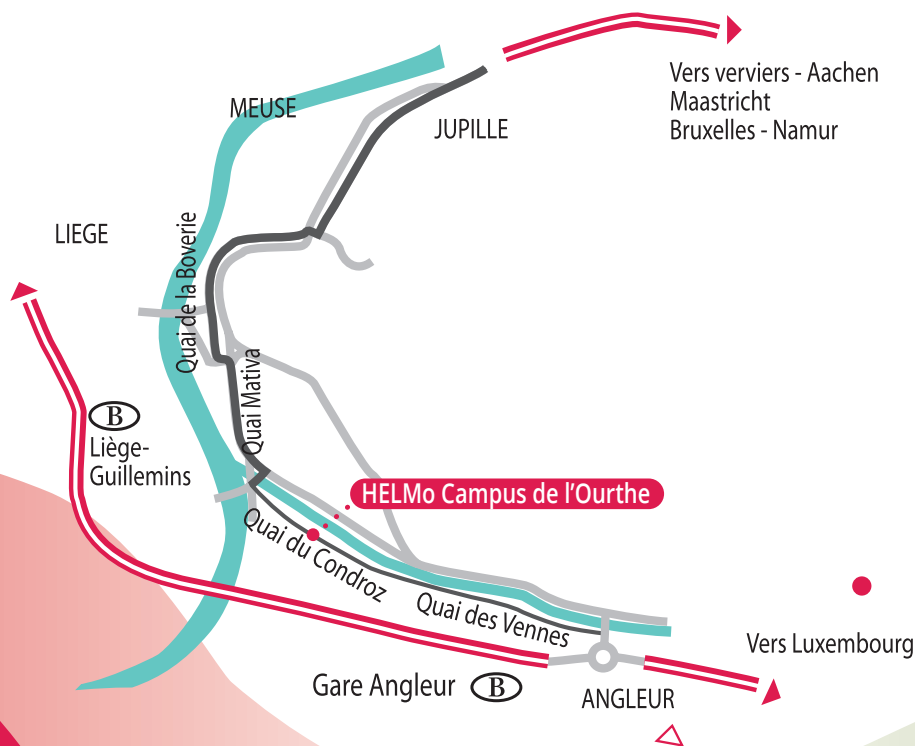 Vers verviers - Aachen
Maastricht
Bruxelles - Namur
MEUSE
JUPILLE
LIEGE
Quai de la Boverie
Quai Mativa
B
Liège-
Guillemins
HELMo Campus de l'Ourthe
Quai du Condroz
Quai des Vennes
Vers Luxembourg
Gare Angleur B
ANGLEUR